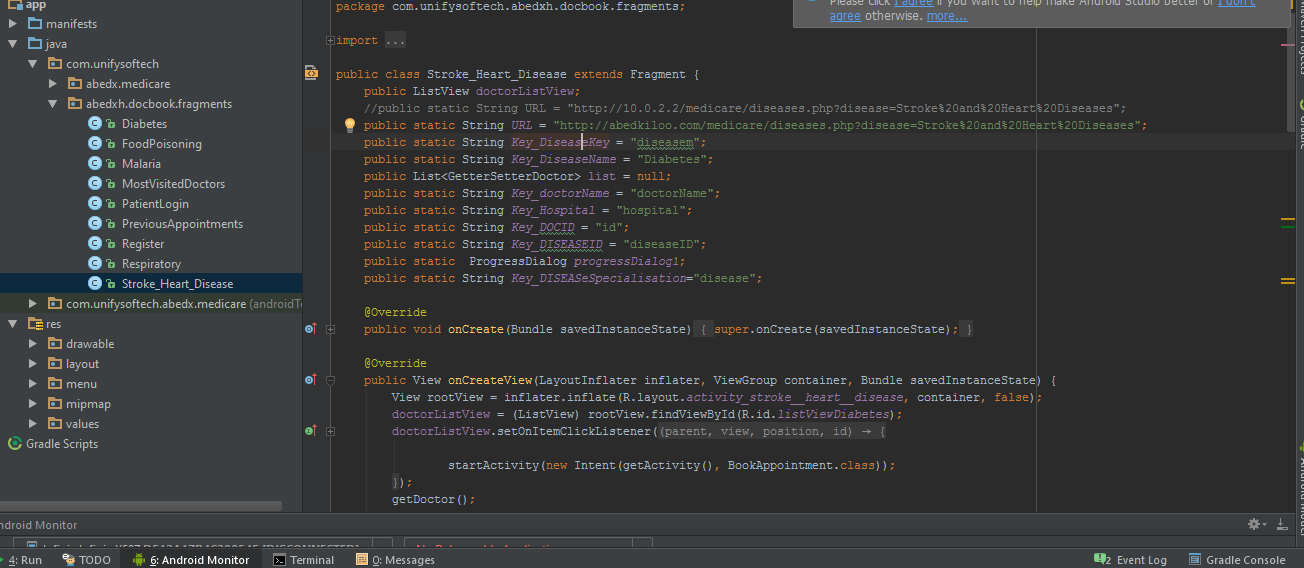 app
manifests
java
com.unifysoftech
abedx.medicare
abedxh.docbook.fragments
Diabetes
FoodPoisoning
Malaria
MostVisitedDoctors
PatientLogin
PreviousAppointments
Register
Respiratory
Stroke_Heart_Disease
com.unifysoftech.abedx.medicare (androidTe
res
drawable
layout
menu
mipmap
values
Gradle Scripts
package com.unifysoftech.abedxh.docbook.fragments;
import ...
public class Stroke_Heart_Disease extends Fragment {
public ListView doctorListView;
//public static String URL = "http://10.0.2.2/medicare/diseases.php?disease=Stroke%20and%20Heart%20Diseases";
public static String URL = "http://abedkiloo.com/medicare/diseases.php?disease=Stroke%20and%20Heart%20Diseases";
public static String Key_DiseaseKey = "diseasem";
public static String Key_DiseaseName = "Diabetes";
public List<GetterSetterDoctor> list = null;
public static String Key_doctorName = "doctorName";
public static String Key_Hospital = "hospital";
public static String Key_DOCID = "id";
public static String Key_DISEASEID = "diseaseID";
public static  ProgressDialog progressDialog1;
public static String Key_DISEASeSpecialisation="disease";
@Override
public void onCreate(Bundle savedInstanceState) { super.onCreate(savedInstanceState); }
@Override
public View onCreateView(LayoutInflater inflater, ViewGroup container, Bundle savedInstanceState) {
View rootView = inflater.inflate(R.layout.activity_stroke__heart__disease, container, false);
doctorListView = (ListView) rootView.findViewById(R.id.listViewDiabetes);
doctorListView.setOnItemClickListener((parent, view, position, id) → {
startActivity(new Intent(getActivity(), BookAppointment.class));
});
getDoctor();
Please click I agree if you want to help make Android Studio better or I don't
agree otherwise. more...
ndroid Monitor
4: Run
TODO
6: Android Monitor
Terminal
0: Messages
2 Event Log
Gradle Console